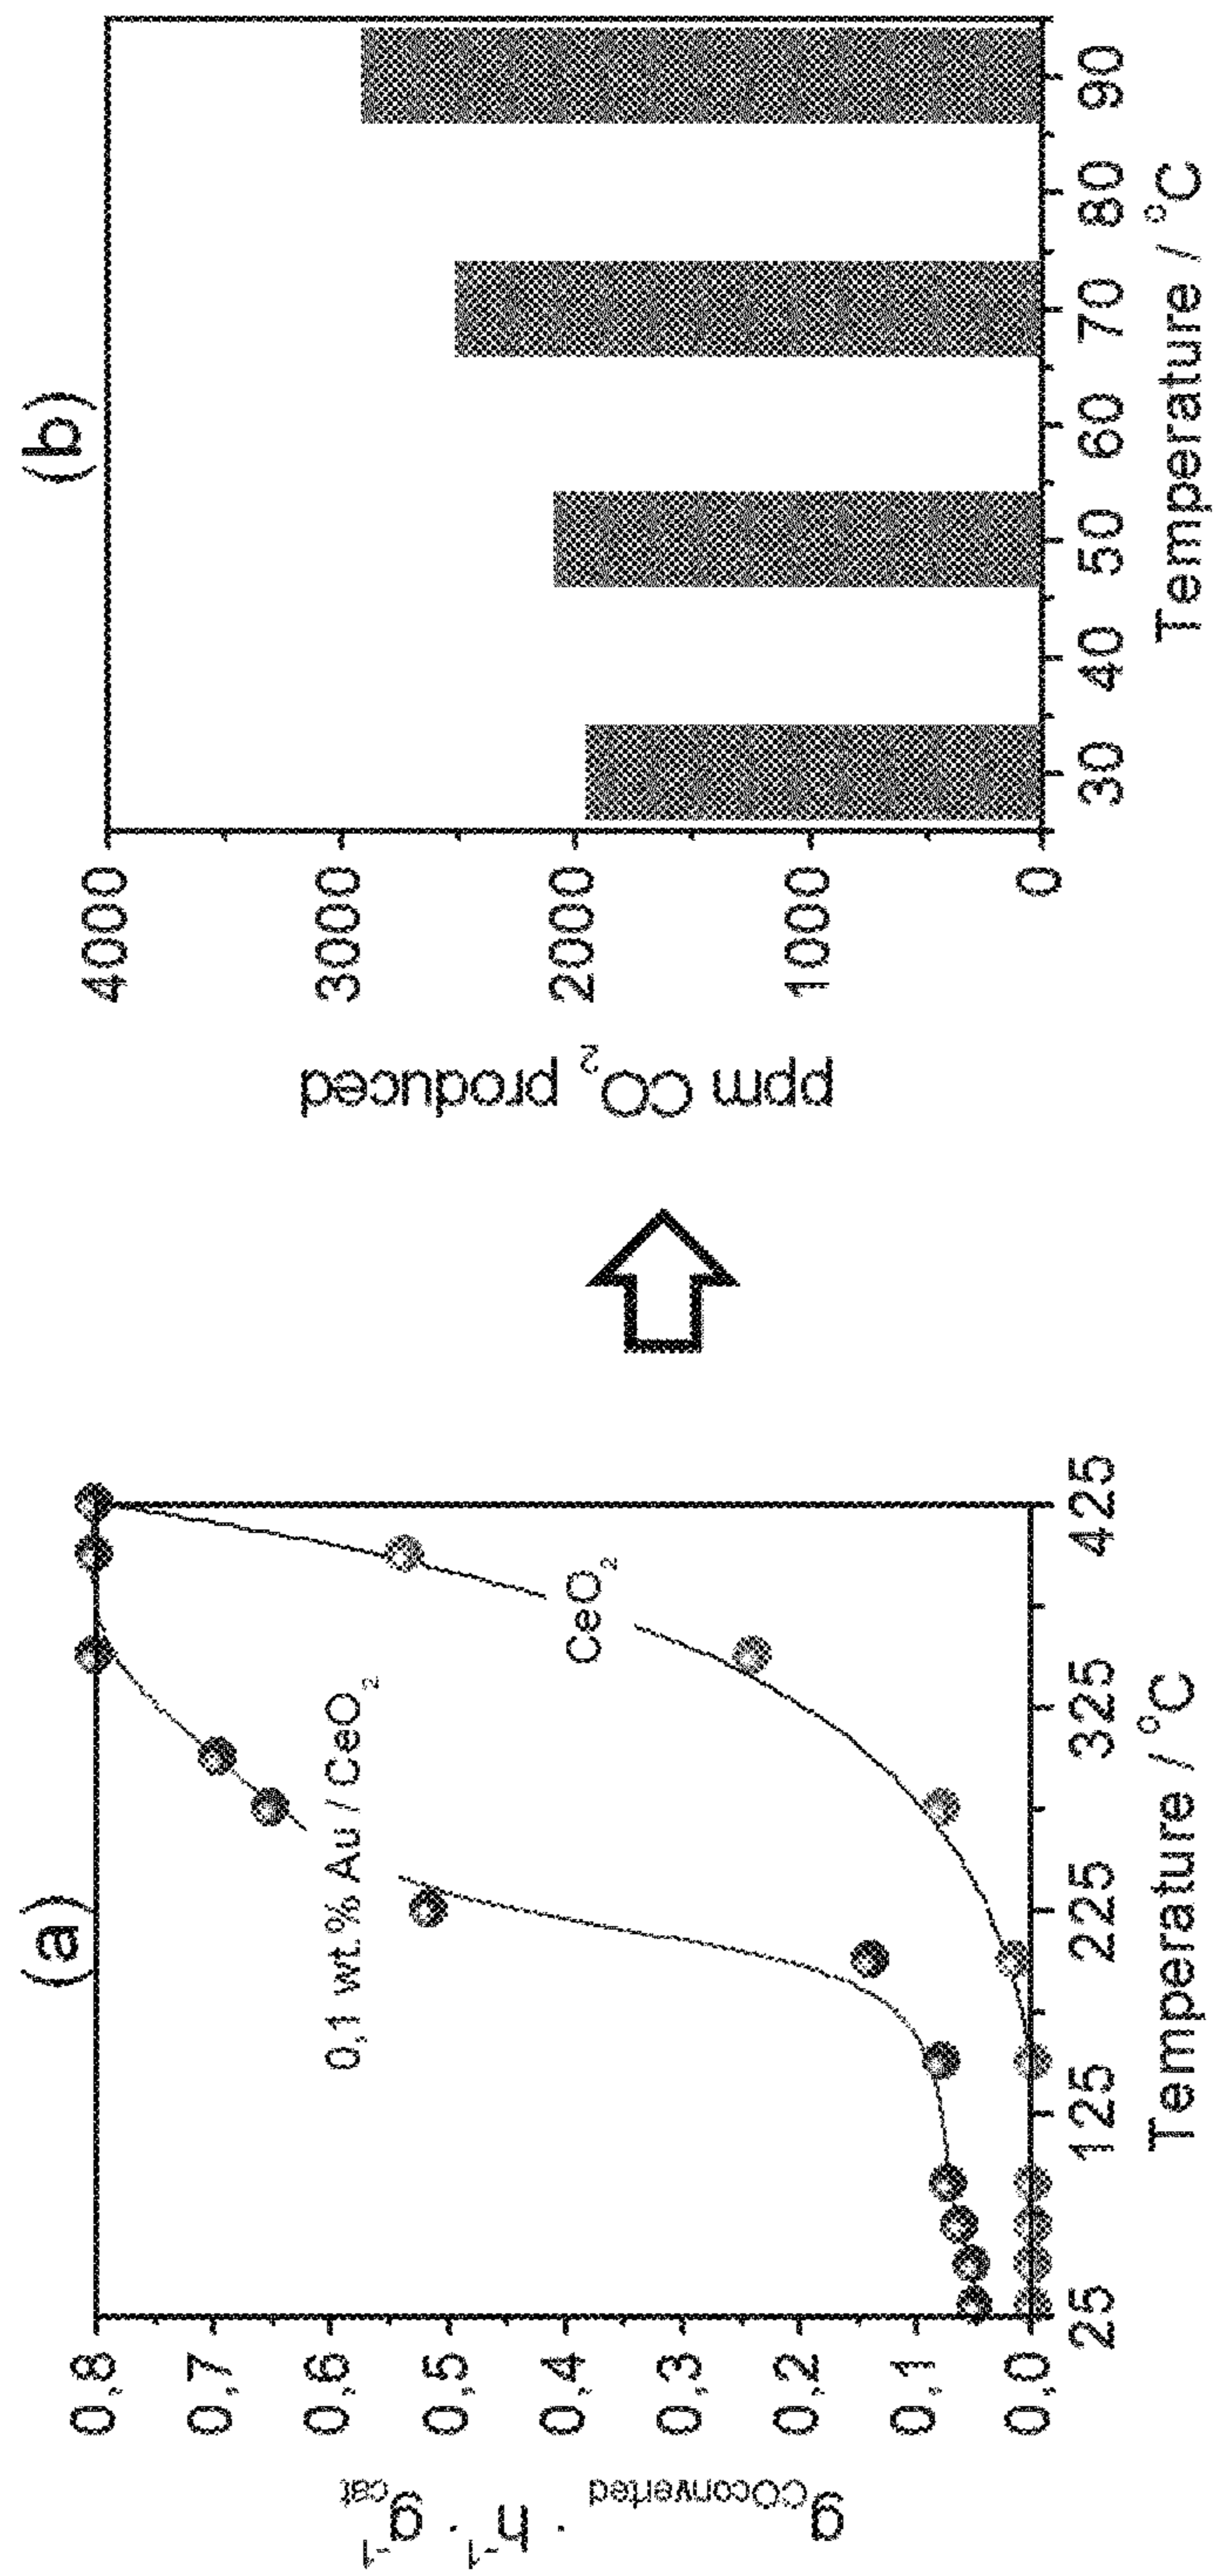 (a)
g_COconverted · h⁻¹· g⁻¹_cat
0,8
0,7
0,6
0,5
0,4
0,3
0,2
0,1
0,0
0,1 wt.% Au / CeO₂
CeO₂
25 125 225 325 425
Temperature / °C
(b)
ppm CO₂ produced
4000
3000
2000
1000
0
30 40 50 60 70 80 90
Temperature / °C